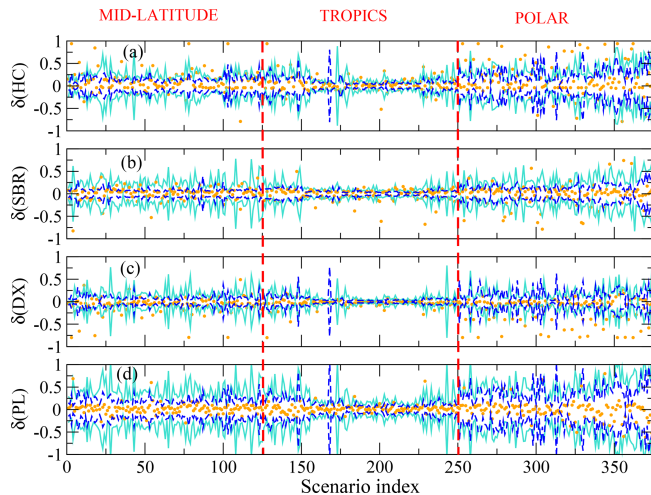 MID-LATITUDE TROPICS POLAR
(a)
1
0.5
0
-0.5
-1
δ(HC)
(b)
1
0.5
0
-0.5
-1
δ(SBR)
(c)
1
0.5
0
-0.5
-1
δ(DX)
(d)
1
0.5
0
-0.5
-1
δ(PL)
0 50 100 150 200 250 300 350
Scenario index